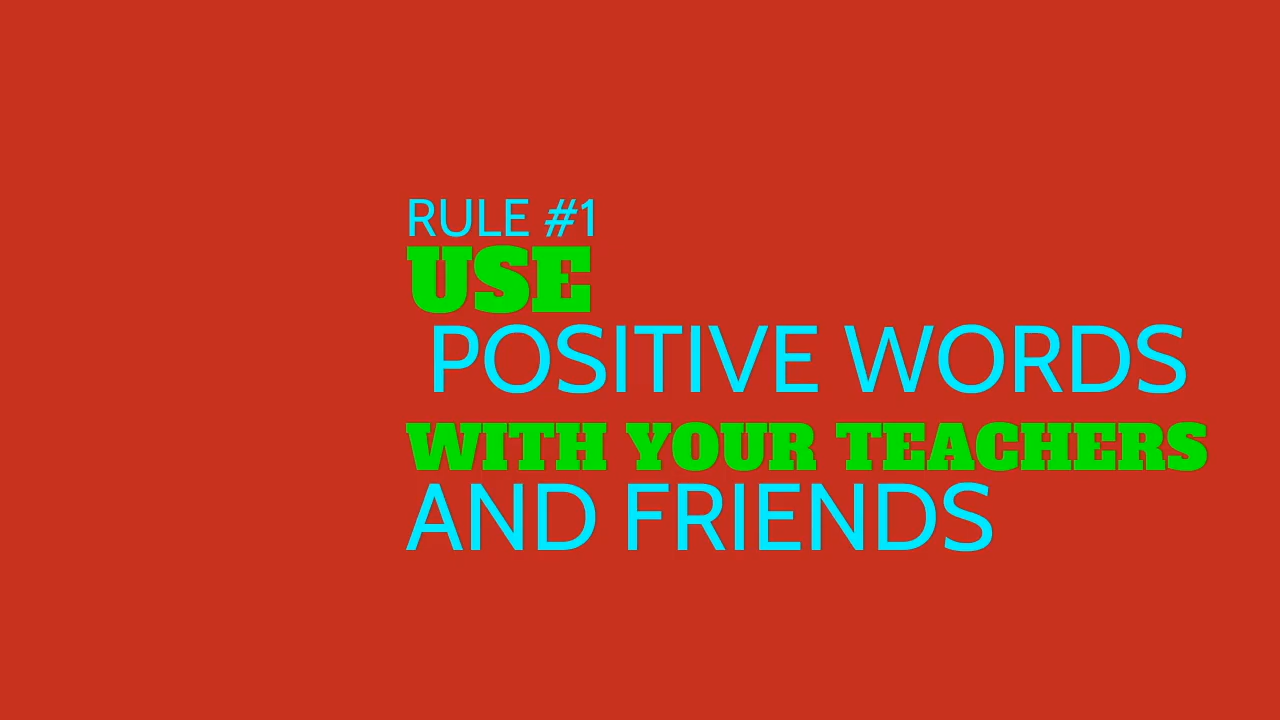 RULE #1
USE
POSITIVE WORDS
WITH YOUR TEACHERS
AND FRIENDS